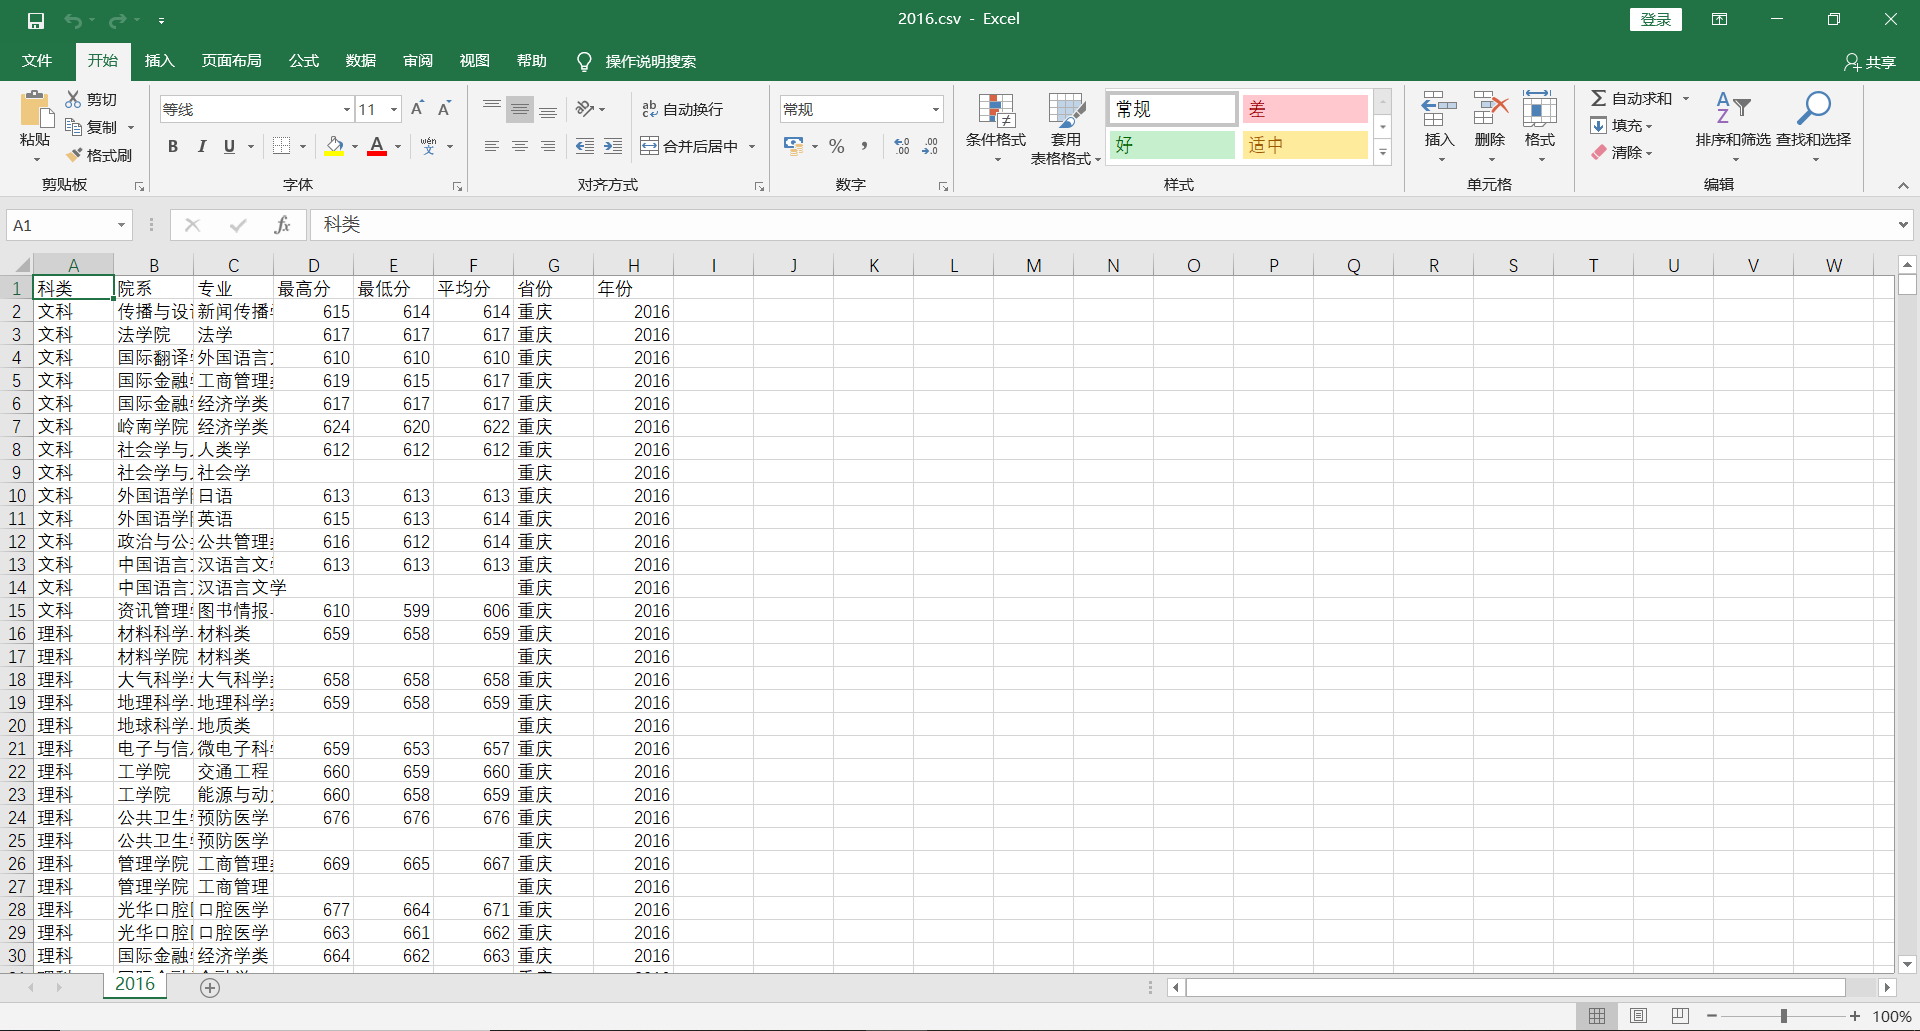 2016.csv - Excel
登录
文件 开始 插入 页面布局 公式 数据 审阅 视图 帮助 操作说明搜索 共享
粘贴 剪切 复制 格式刷 剪贴板
等线 11 B I U A wén 文 字体
ab 自动换行 合并后居中 对齐方式
常规 % , 数字
条件格式 套用 表格格式 常规 差 好 适中 样式
插入 删除 格式 单元格
自动求和 填充 清除 排序和筛选 查找和选择 编辑
A1 fx 科类
A B C D E F G H I J K L M N O P Q R S T U V W
1 科类 院系 专业 最高分 最低分 平均分 省份 年份
2 文科 传播与设 新闻传播 615 614 614 重庆 2016
3 文科 法学院 法学 617 617 617 重庆 2016
4 文科 国际翻译 外国语言 610 610 610 重庆 2016
5 文科 国际金融 工商管理 619 615 617 重庆 2016
6 文科 国际金融 经济学类 617 617 617 重庆 2016
7 文科 岭南学院 经济学类 624 620 622 重庆 2016
8 文科 社会学与 人类学 612 612 612 重庆 2016
9 文科 社会学与 社会学 重庆 2016
10 文科 外国语学 日语 613 613 613 重庆 2016
11 文科 外国语学 英语 615 613 614 重庆 2016
12 文科 政治与公 公共管理 616 612 614 重庆 2016
13 文科 中国语言 汉语言文 613 613 613 重庆 2016
14 文科 中国语言 汉语言文学 重庆 2016
15 文科 资讯管理 图书情报 610 599 606 重庆 2016
16 理科 材料科学 材料类 659 658 659 重庆 2016
17 理科 材料学院 材料类 重庆 2016
18 理科 大气科学 大气科学 658 658 658 重庆 2016
19 理科 地理科学 地理科学 659 658 659 重庆 2016
20 理科 地球科学 地质类 重庆 2016
21 理科 电子与信 微电子科 659 653 657 重庆 2016
22 理科 工学院 交通工程 660 659 660 重庆 2016
23 理科 工学院 能源与动 660 658 659 重庆 2016
24 理科 公共卫生 预防医学 676 676 676 重庆 2016
25 理科 公共卫生 预防医学 重庆 2016
26 理科 管理学院 工商管理 669 665 667 重庆 2016
27 理科 管理学院 工商管理 重庆 2016
28 理科 光华口腔 口腔医学 677 664 671 重庆 2016
29 理科 光华口腔 口腔医学 663 661 662 重庆 2016
30 理科 国际金融 经济学类 664 662 663 重庆 2016
2016
100%